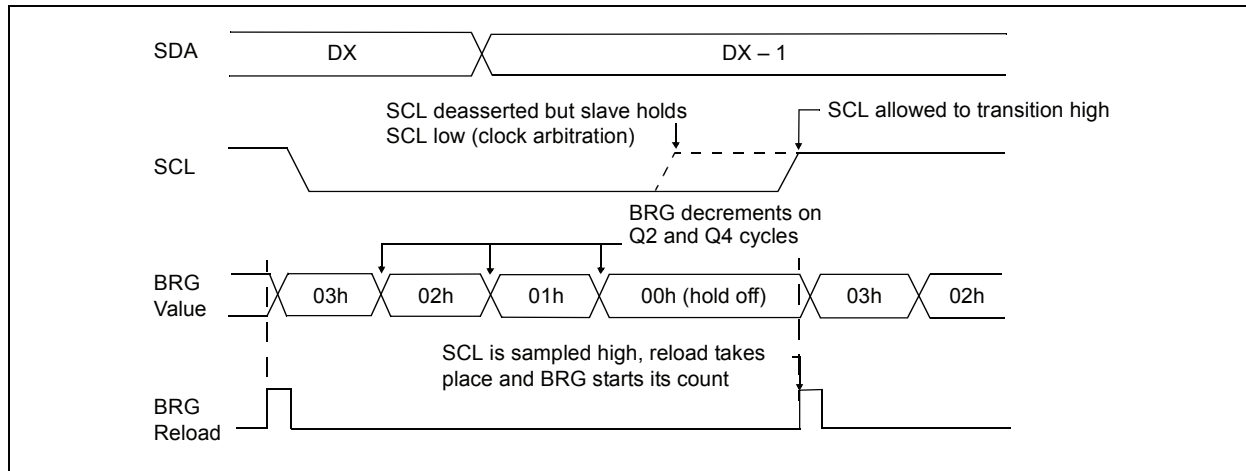 SDA
DX
DX – 1
SCL deasserted but slave holds
SCL low (clock arbitration)
SCL allowed to transition high
SCL
BRG decrements on
Q2 and Q4 cycles
BRG
Value
03h
02h
01h
00h (hold off)
03h
02h
SCL is sampled high, reload takes
place and BRG starts its count
BRG
Reload